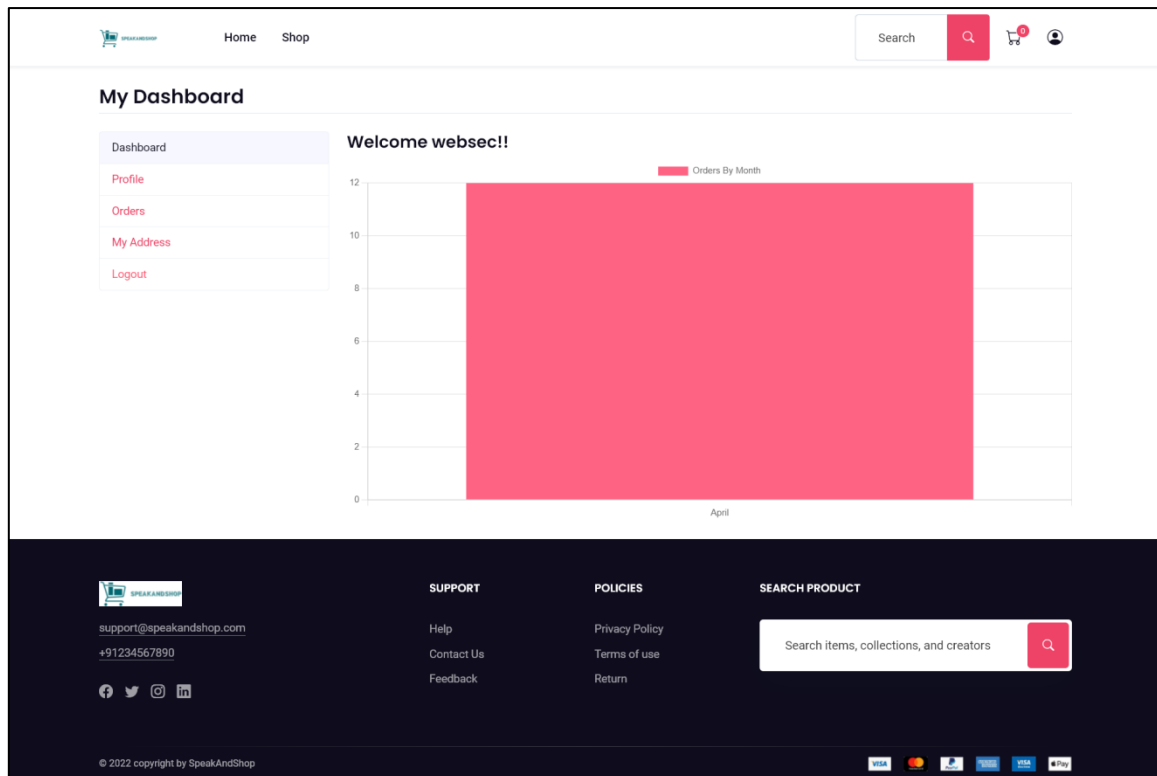 SPEAKANDSHOP Home Shop Search 0
My Dashboard
Dashboard
Profile
Orders
My Address
Logout
Welcome websec!!
Orders By Month
12
10
8
6
4
2
0
April
SPEAKANDSHOP
support@speakandshop.com
+91234567890
SUPPORT
Help
Contact Us
Feedback
POLICIES
Privacy Policy
Terms of use
Return
SEARCH PRODUCT
Search items, collections, and creators
© 2022 copyright by SpeakAndShop
VISA
VISA
Pay